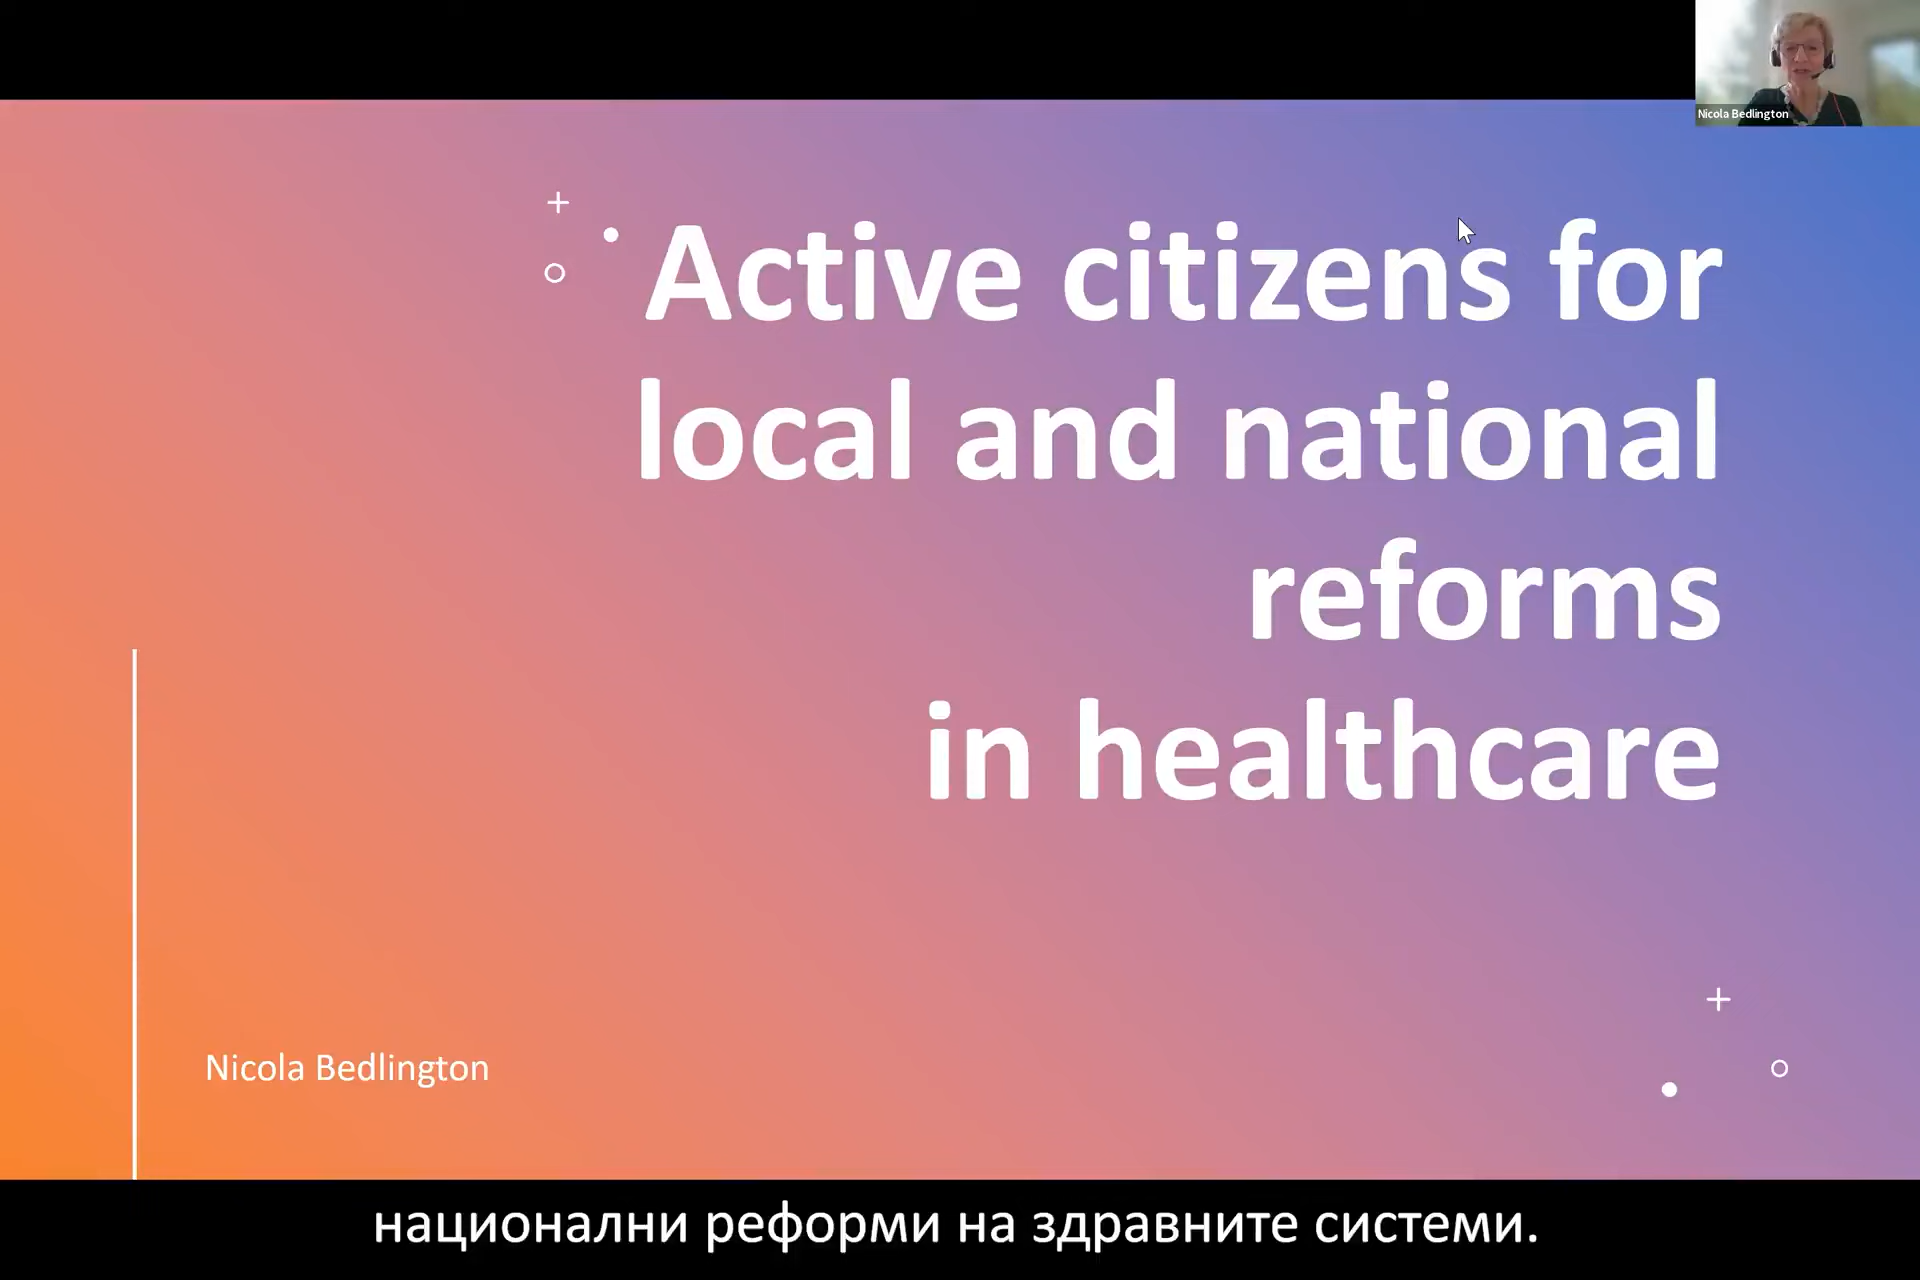 Nicola Bedlington
Active citizens for
local and national
reforms
in healthcare
Nicola Bedlington
национални реформи на здравните системи.